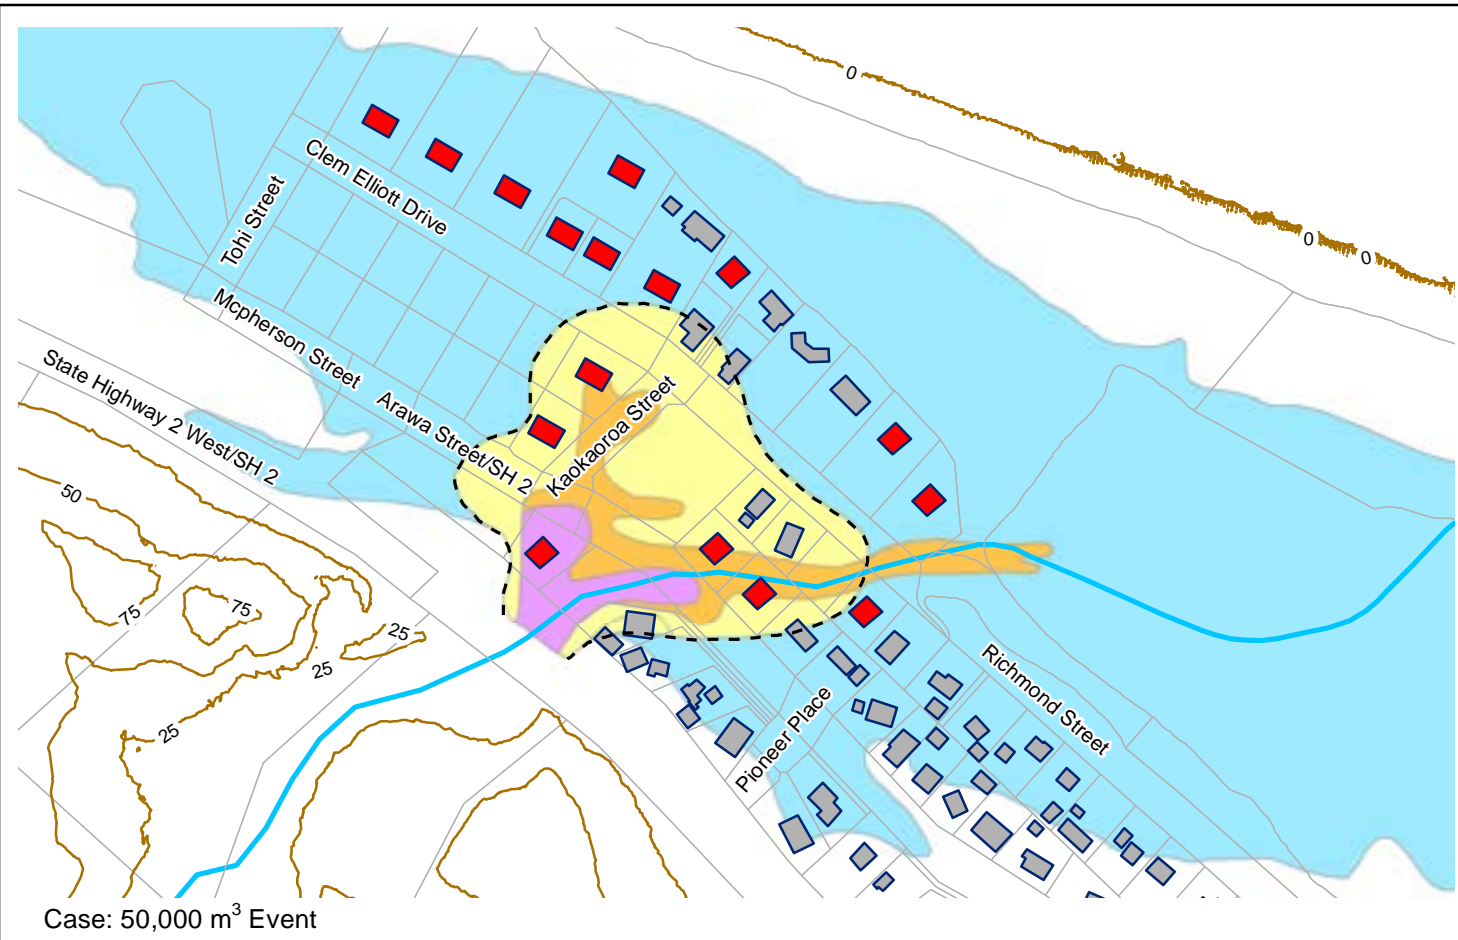 0
Clem Elliott Drive
Tohi Street
0
0
Mcpherson Street
State Highway 2 West/SH 2
Arawa Street/SH 2
Kaokaoroa Street
50
75
75
25
25
25
Richmond Street
Pioneer Place
Case: 50,000 m³ Event